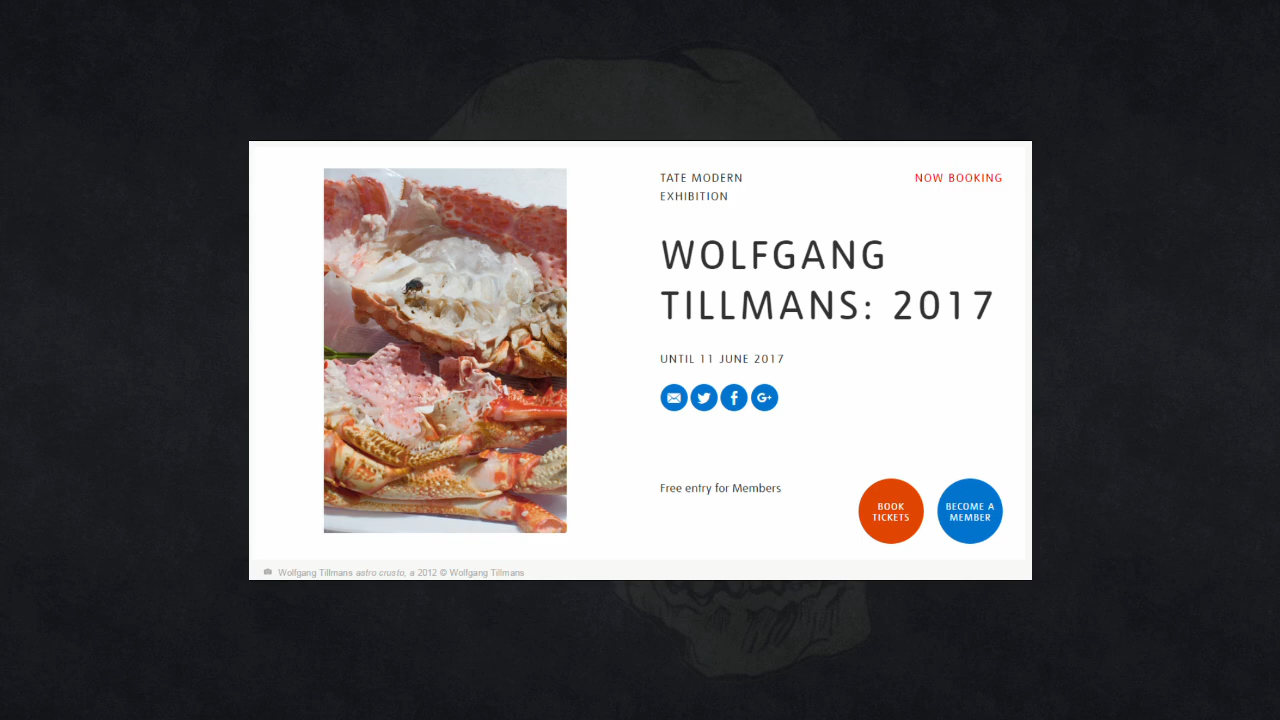 TATE MODERN
EXHIBITION
NOW BOOKING
WOLFGANG
TILLMANS: 2017
UNTIL 11 JUNE 2017
Free entry for Members
BOOK
TICKETS
BECOME A
MEMBER
Wolfgang Tillmans astro crusto, a 2012 © Wolfgang Tillmans